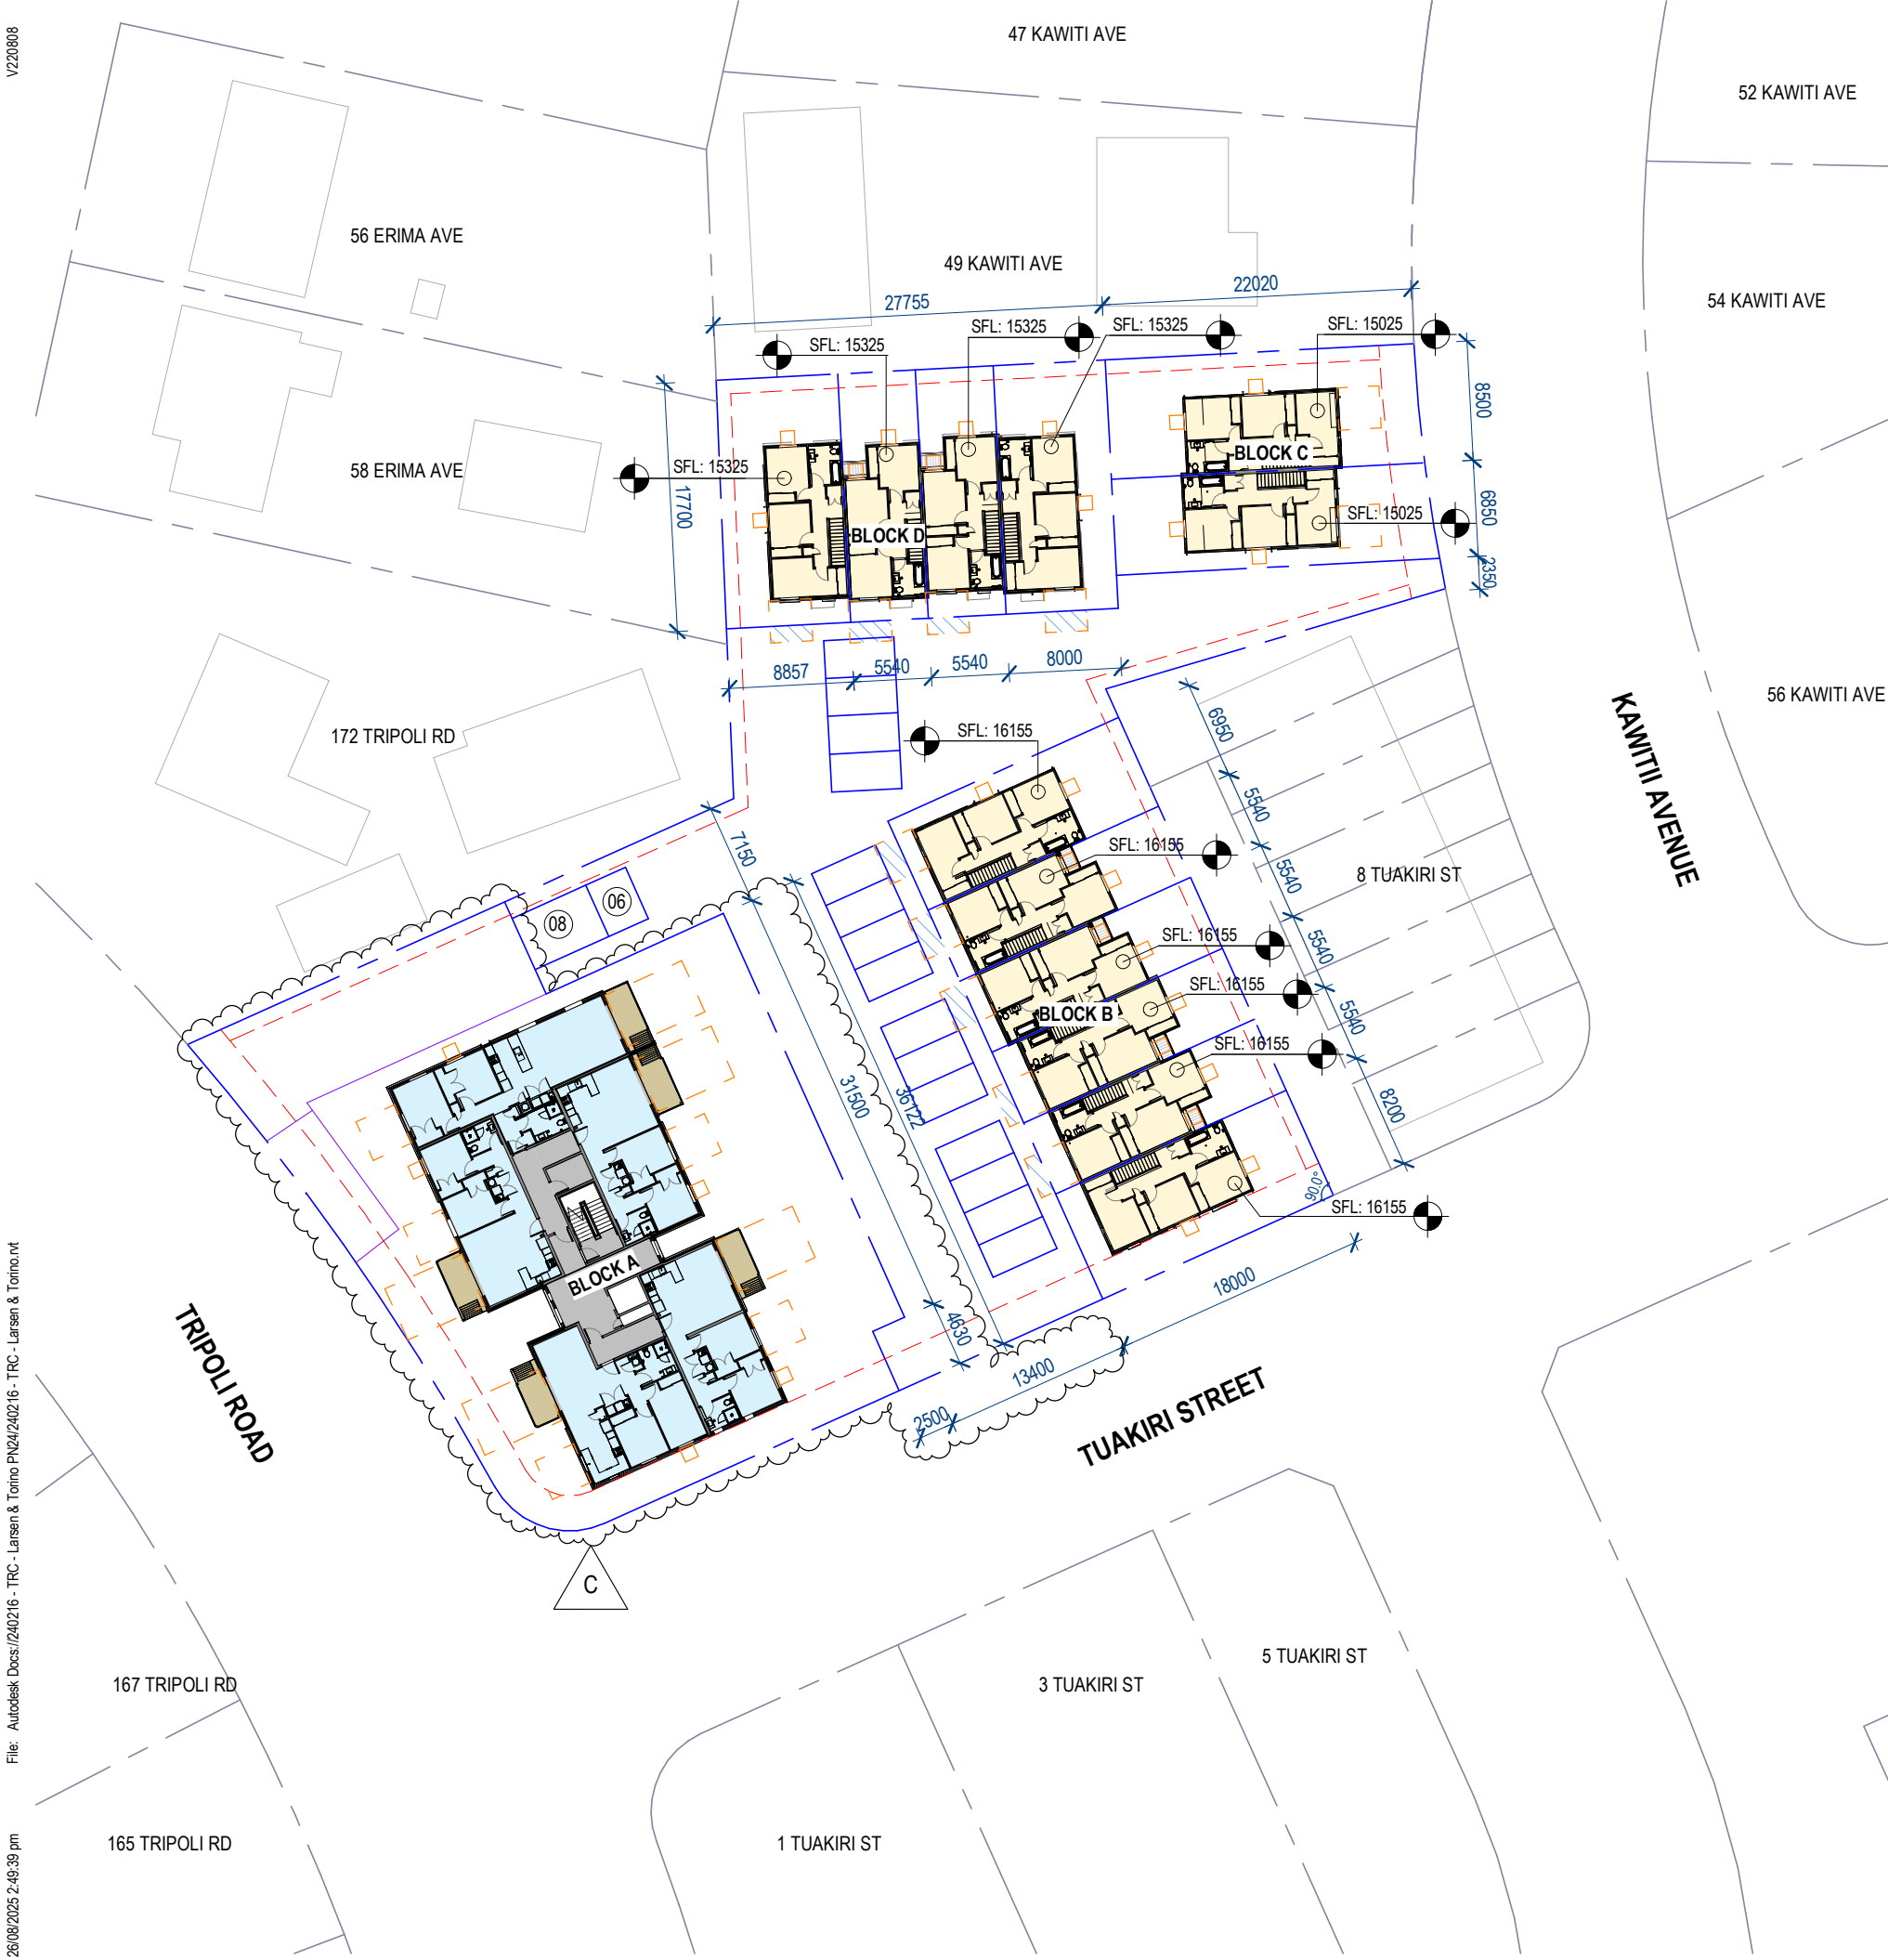 V220808
47 KAWITI AVE
52 KAWITI AVE
56 ERIMA AVE
49 KAWITI AVE
54 KAWITI AVE
27755
22020
SFL: 15325
SFL: 15325
SFL: 15325
SFL: 15025
8500
58 ERIMA AVE
SFL: 15325
17700
BLOCK C
BLOCK D
SFL: 15025
6850
2350
8857
5540
5540
8000
172 TRIPOLI RD
SFL: 16155
6950
56 KAWITI AVE
KAWITII AVENUE
7150
5540
SFL: 16155
5540
8 TUAKIRI ST
06
08
SFL: 16155
5540
SFL: 16155
BLOCK B
5540
SFL: 16155
31500
36122
8200
90.0°
SFL: 16155
BLOCK A
18000
4630
13400
2500
TRIPOLI ROAD
TUAKIRI STREET
C
167 TRIPOLI RD
3 TUAKIRI ST
5 TUAKIRI ST
165 TRIPOLI RD
1 TUAKIRI ST
File: Autodesk Docs://240216 - TRC - Larsen & Torino PN24/240216 - TRC - Larsen & Torino.rvt
26/08/2025 2:49:39 pm